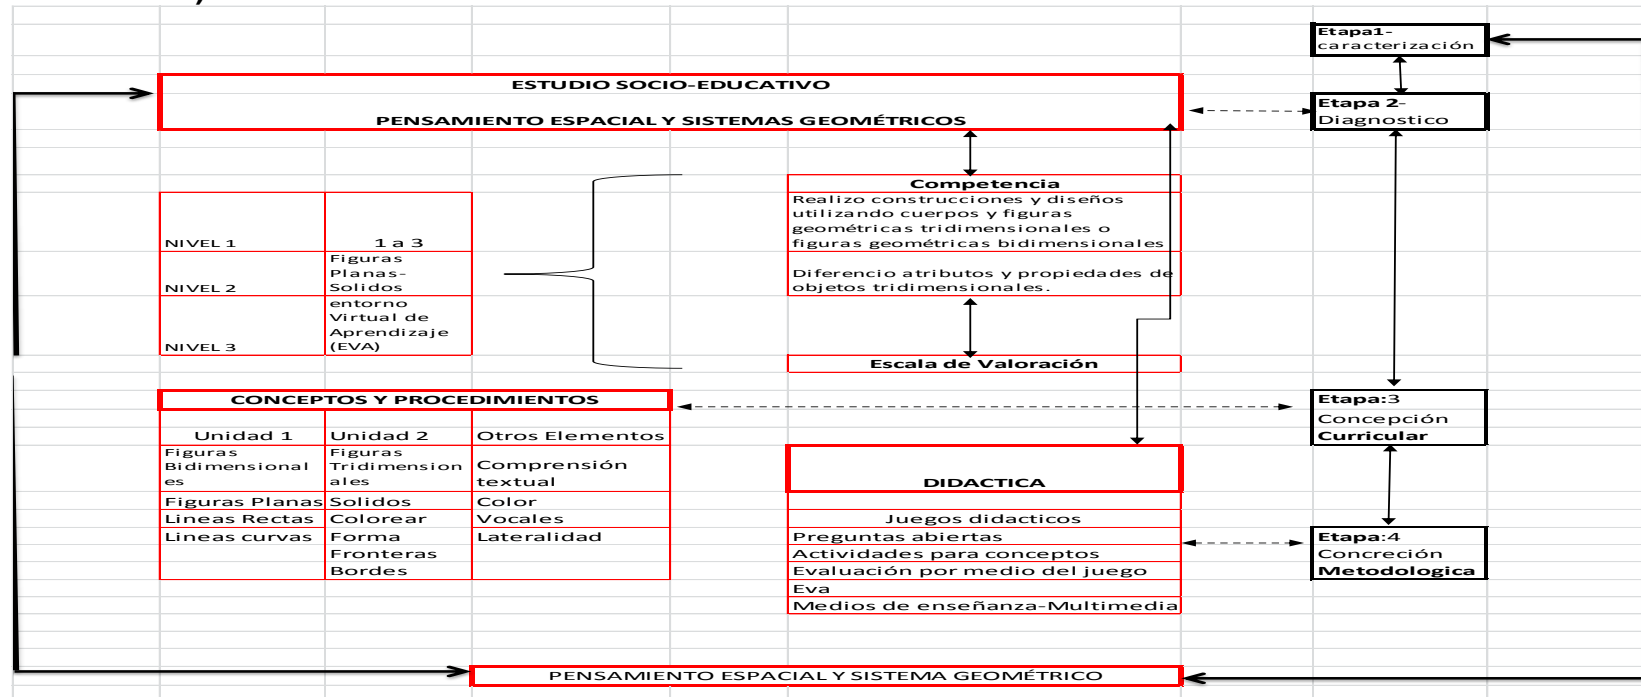 Etapa1-
caracterización
ESTUDIO SOCIO-EDUCATIVO
PENSAMIENTO ESPACIAL Y SISTEMAS GEOMÉTRICOS
Etapa 2-
Diagnostico
Competencia
Realizo construcciones y diseños
utilizando cuerpos y figuras
geométricas tridimensionales o
figuras geométricas bidimensionales
NIVEL 1
1 a 3
Figuras
Planas-
Solidos
NIVEL 2
Diferencio atributos y propiedades de
objetos tridimensionales.
entorno
Virtual de
Aprendizaje
(EVA)
NIVEL 3
Escala de Valoración
CONCEPTOS Y PROCEDIMIENTOS
Etapa:3
Concepción
Curricular
Unidad 1
Unidad 2
Otros Elementos
Figuras
Bidimensional
es
Figuras
Tridimension
ales
Comprensión
textual
Figuras Planas
Solidos
Color
Lineas Rectas
Colorear
Vocales
Lineas curvas
Forma
Lateralidad
Fronteras
Bordes
DIDACTICA
Juegos didacticos
Preguntas abiertas
Actividades para conceptos
Evaluación por medio del juego
Eva
Medios de enseñanza-Multimedia
Etapa:4
Concreción
Metodologica
PENSAMIENTO ESPACIAL Y SISTEMA GEOMÉTRICO